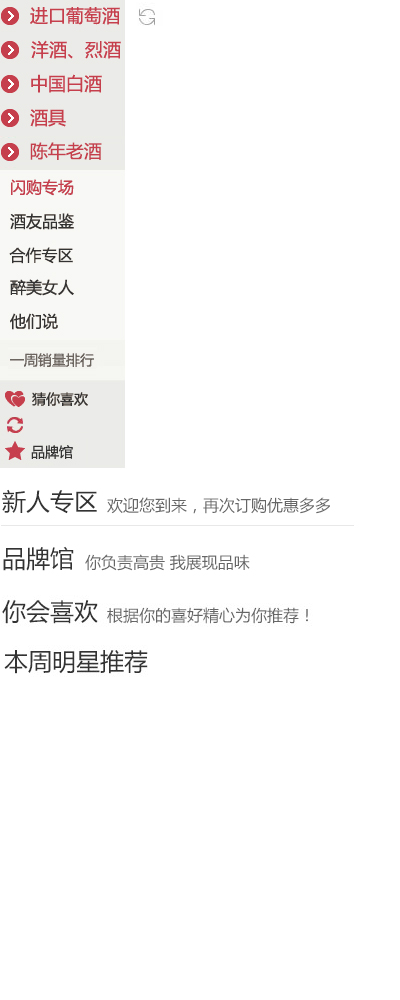 进口葡萄酒
洋酒、烈酒
中国白酒
酒具
陈年老酒
闪购专场
酒友品鉴
合作专区
醉美女人
他们说
一周销量排行
猜你喜欢
品牌馆
新人专区 欢迎您到来，再次订购优惠多多
品牌馆 你负责高贵 我展现品味
你会喜欢 根据你的喜好精心为你推荐！
本周明星推荐